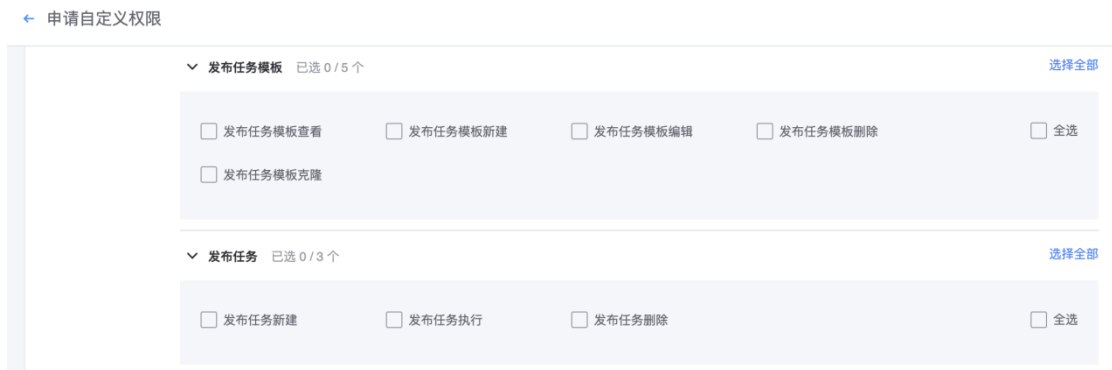 ← 申请自定义权限
发布任务模板 已选 0 / 5 个 选择全部
发布任务模板查看 发布任务模板新建 发布任务模板编辑 发布任务模板删除 全选
发布任务模板克隆
发布任务 已选 0 / 3 个 选择全部
发布任务新建 发布任务执行 发布任务删除 全选